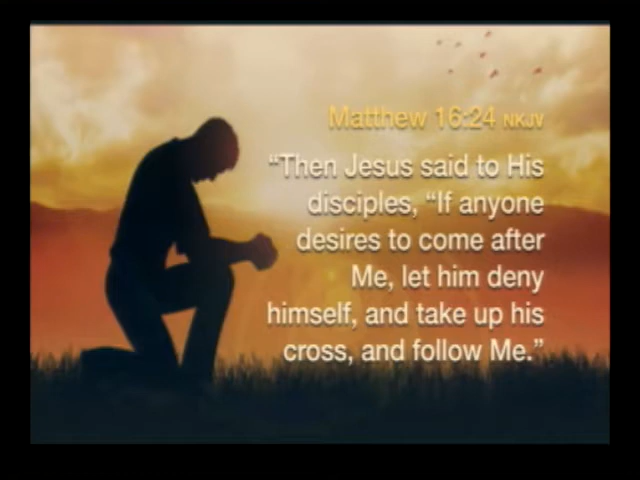 Matthew 16:24 NKJV
“Then Jesus said to His
disciples, “If anyone
desires to come after
Me, let him deny
himself, and take up his
cross, and follow Me.”